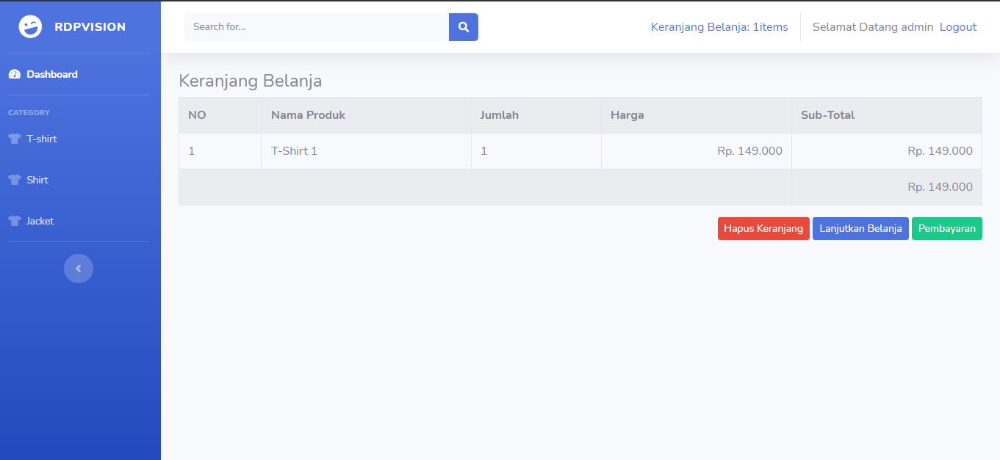 RDPVISION
Search for...
Keranjang Belanja: 1items
Selamat Datang admin Logout
Dashboard
CATEGORY
T-shirt
Shirt
Jacket
Keranjang Belanja
NO Nama Produk Jumlah Harga Sub-Total
1 T-Shirt 1 1 Rp. 149.000 Rp. 149.000
Rp. 149.000
Hapus Keranjang Lanjutkan Belanja Pembayaran